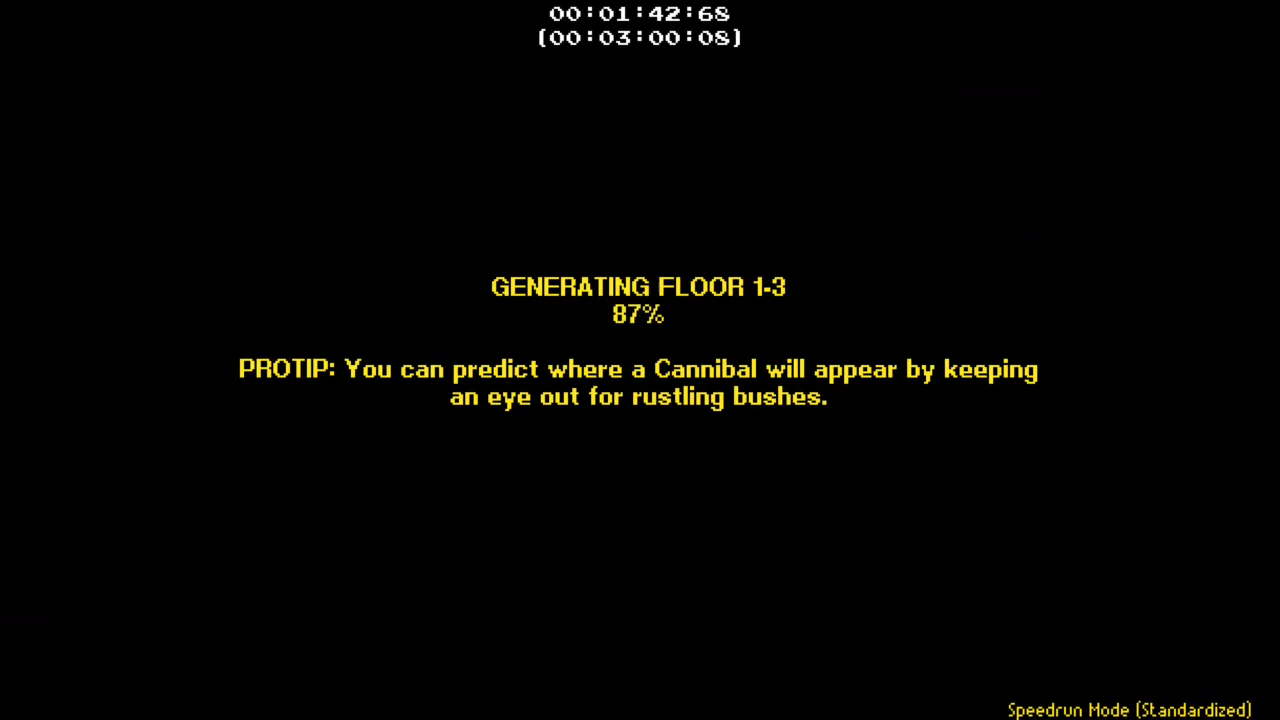 00:01:42:68
[00:03:00:08]
GENERATING FLOOR 1-3
87%
PROTIP: You can predict where a Cannibal will appear by keeping
an eye out for rustling bushes.
Speedrun Mode (Standardized)